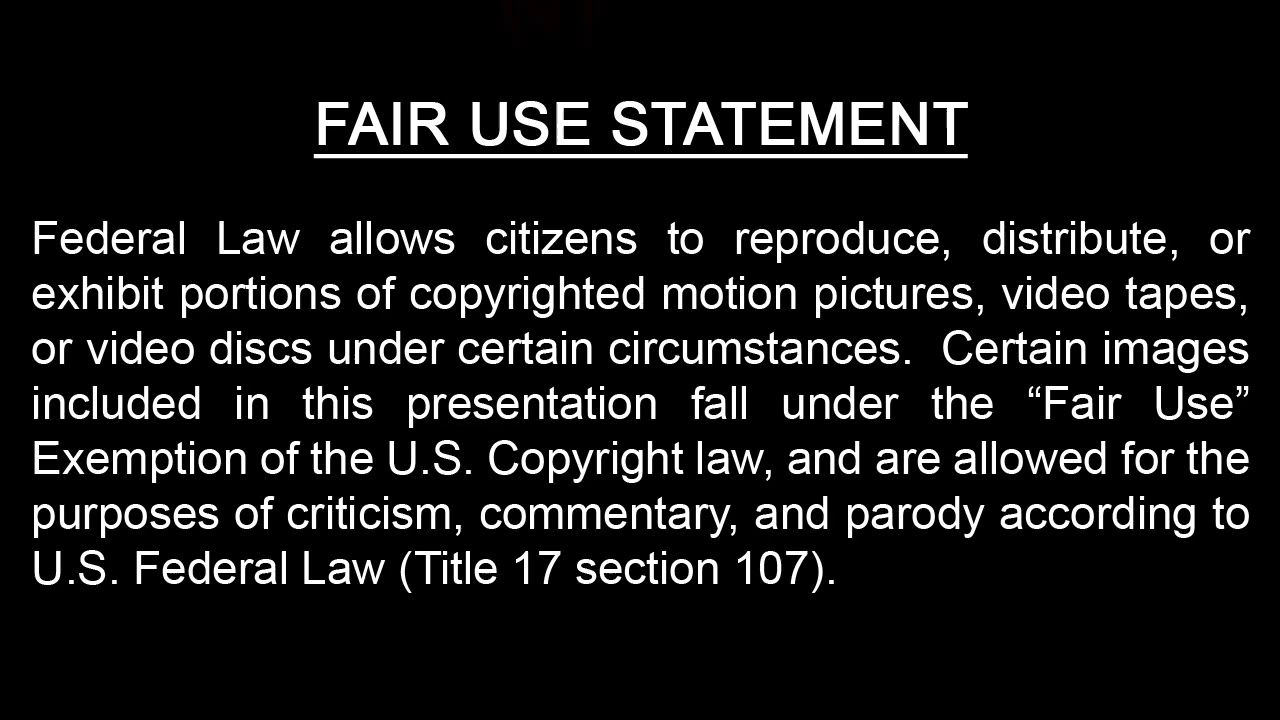 FAIR USE STATEMENT
Federal Law allows citizens to reproduce, distribute, or
exhibit portions of copyrighted motion pictures, video tapes,
or video discs under certain circumstances.  Certain images
included in this presentation fall under the “Fair Use”
Exemption of the U.S. Copyright law, and are allowed for the
purposes of criticism, commentary, and parody according to
U.S. Federal Law (Title 17 section 107).